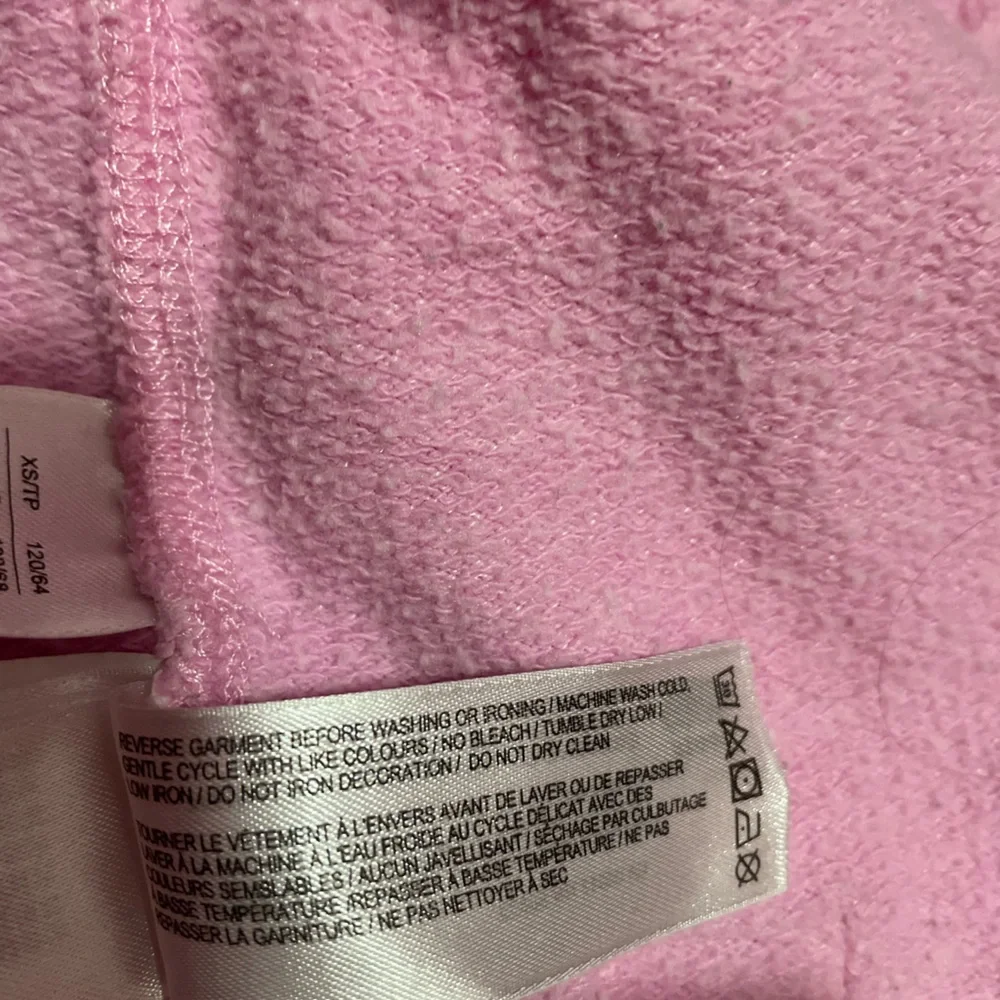 XS/TP 120/64
REVERSE GARMENT BEFORE WASHING OR IRONING / MACHINE WASH COLD,
GENTLE CYCLE WITH LIKE COLOURS / NO BLEACH / TUMBLE DRY LOW /
LOW IRON / DO NOT IRON DECORATION / DO NOT DRY CLEAN
TOURNER LE VÊTEMENT À L'ENVERS AVANT DE LAVER OU DE REPASSER
LAVER À LA MACHINE À L'EAU FROIDE AU CYCLE DÉLICAT AVEC DES
COULEURS SEMSLABLES / AUCUN JAVELLISANT / SÉCHAGE PAR CULBUTAGE
À BASSE TEMPÉRATURE /REPASSER À BASSE TEMPÉRATURE / NE PAS
REPASSER LA GARNITURE / NE PAS NETTOYER À SEC